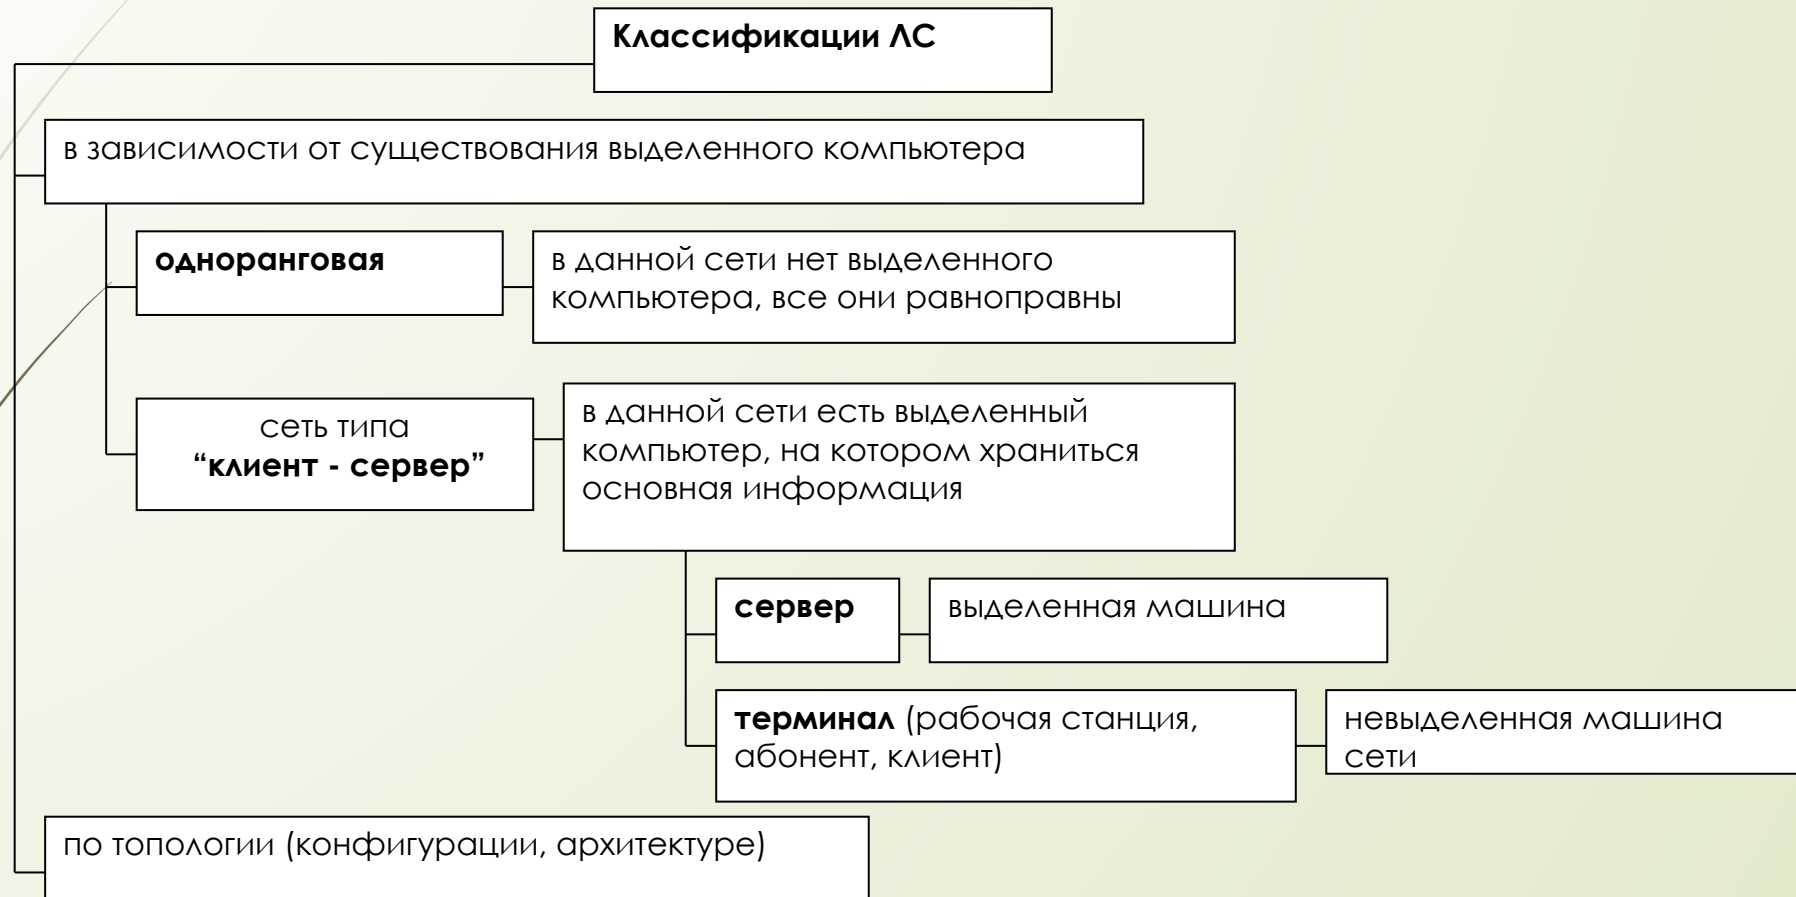 Классификации ЛС
в зависимости от существования выделенного компьютера
одноранговая
в данной сети нет выделенного
компьютера, все они равноправны
сеть типа
“клиент - сервер”
в данной сети есть выделенный
компьютер, на котором храниться
основная информация
сервер
выделенная машина
терминал (рабочая станция,
абонент, клиент)
невыделенная машина
сети
по топологии (конфигурации, архитектуре)